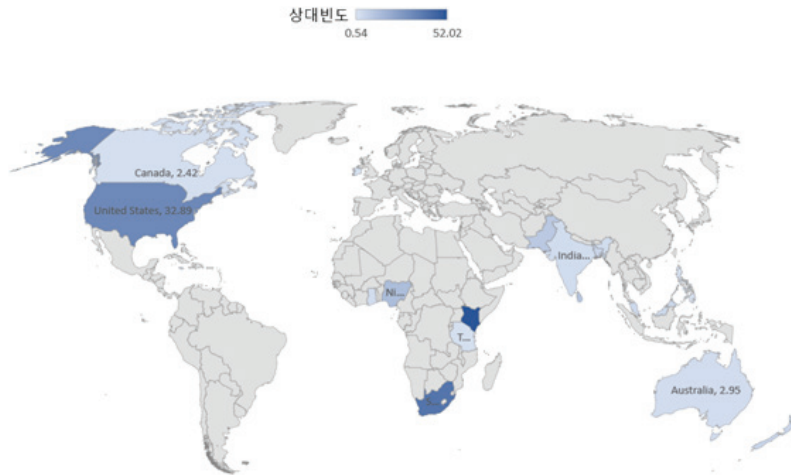 상대빈도
0.54 52.02
Canada, 2.42
United States, 32.89
Ni...
India...
T...
Australia, 2.95